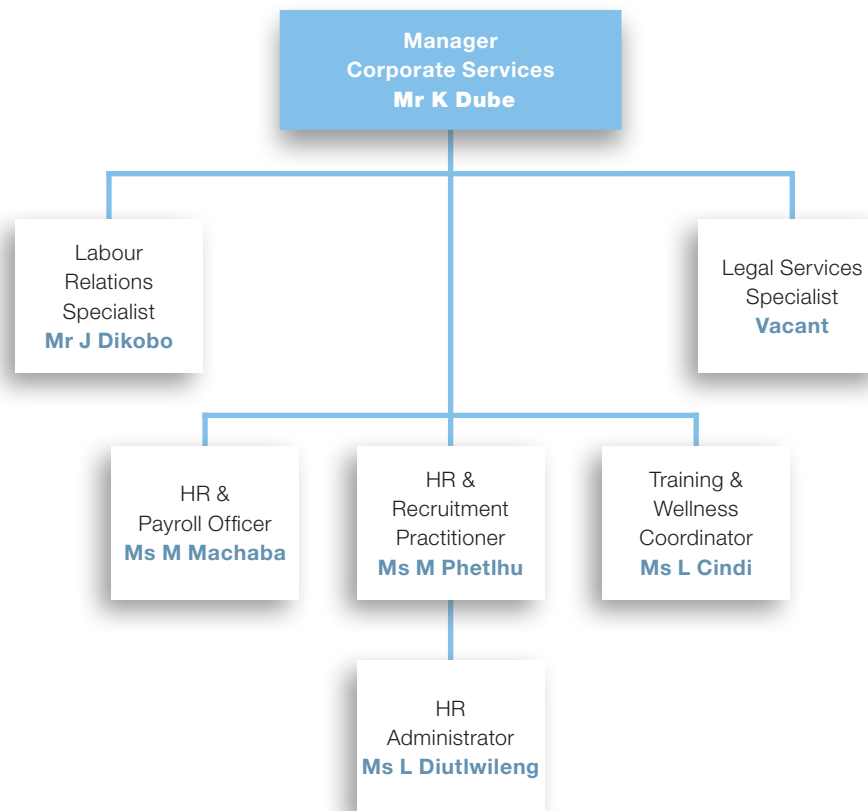 Manager
Corporate Services
Mr K Dube
Labour
Relations
Specialist
Mr J Dikobo
Legal Services
Specialist
Vacant
HR &
Payroll Officer
Ms M Machaba
HR &
Recruitment
Practitioner
Ms M Phetlhu
Training &
Wellness
Coordinator
Ms L Cindi
HR
Administrator
Ms L Diutlwileng